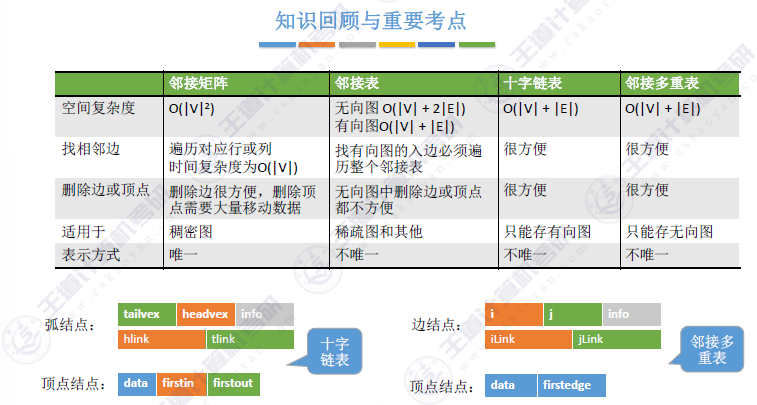 知识回顾与重要考点
邻接矩阵 邻接表 十字链表 邻接多重表
空间复杂度 O(|V|²) 无向图 O(|V| + 2|E|) O(|V| + |E|) O(|V| + |E|)
有向图O(|V| + |E|)
找相邻边 遍历对应行或列 找有向图的入边必须遍 很方便 很方便
时间复杂度为O(|V|) 历整个邻接表
删除边或顶点 删除边很方便，删除顶 无向图中删除边或顶点 很方便 很方便
点需要大量移动数据 都不方便
适用于 稠密图 稀疏图和其他 只能存有向图 只能存无向图
表示方式 唯一 不唯一 不唯一 不唯一
弧结点： tailvex headvex info
hlink tlink
十字
链表
顶点结点： data firstin firstout
边结点： i j info
iLink jLink
邻接多
重表
顶点结点： data firstedge
王道计算机考研
www.cskaoyan.com